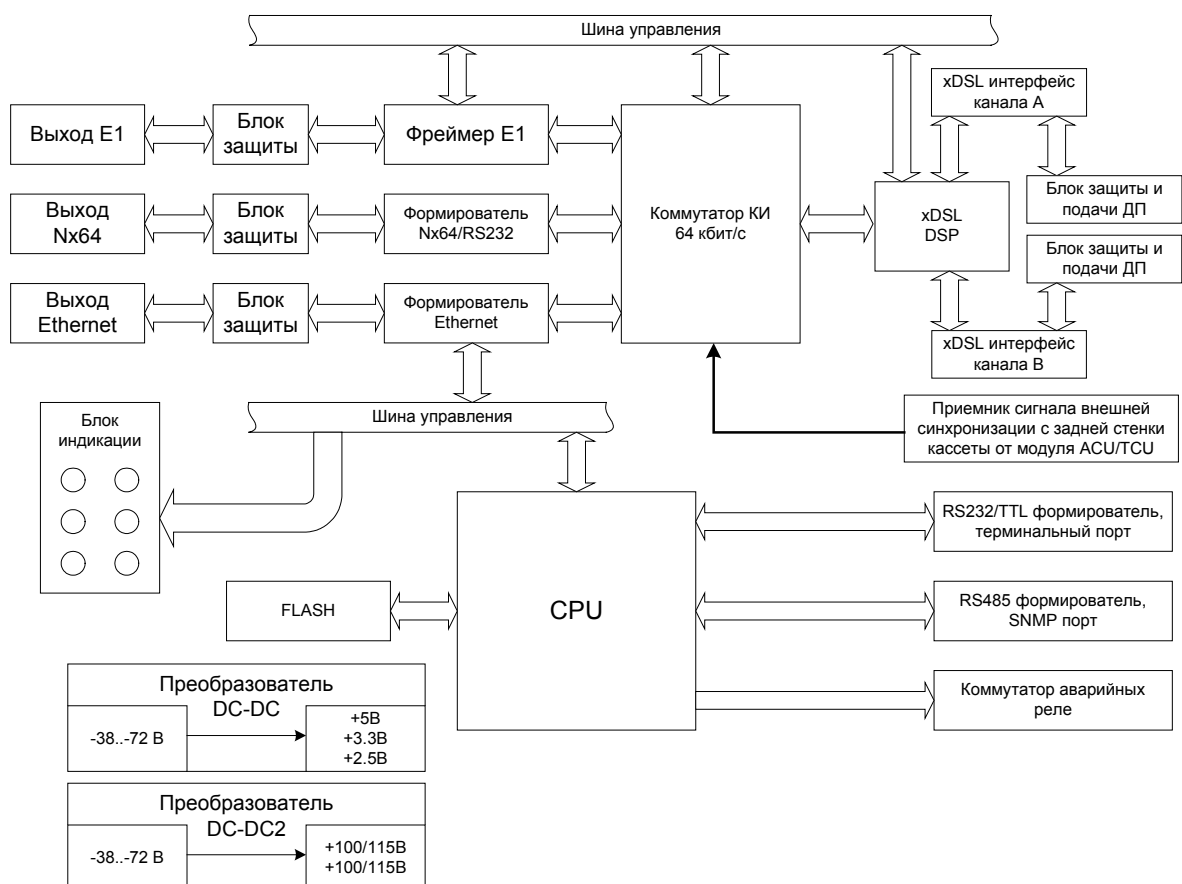 Шина управления
xDSL интерфейс
канала А
Выход Е1
Блок
защиты
Фреймер Е1
Выход
Nx64
Блок
защиты
Формирователь
Nx64/RS232
Коммутатор КИ
64 кбит/с
xDSL
DSP
Блок защиты и
подачи ДП
Блок защиты и
подачи ДП
Выход
Ethernet
Блок
защиты
Формирователь
Ethernet
xDSL интерфейс
канала В
Шина управления
Блок
индикации
Приемник сигнала внешней
синхронизации с задней стенки
кассеты от модуля ACU/TCU
RS232/TTL формирователь,
терминальный порт
FLASH
CPU
RS485 формирователь,
SNMP порт
Коммутатор аварийных
реле
Преобразователь
DC-DC
-38..-72 В
+5В
+3.3В
+2.5В
Преобразователь
DC-DC2
-38..-72 В
+100/115В
+100/115В